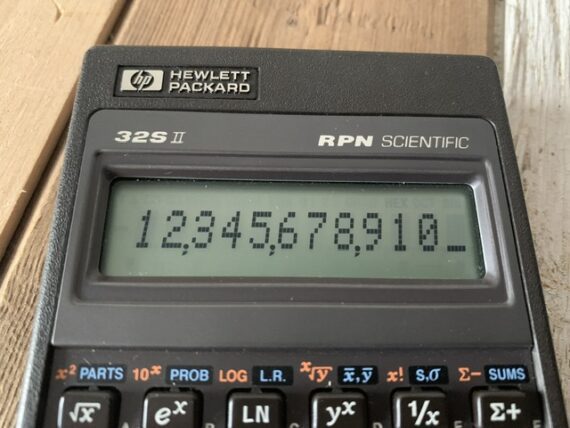 hp HEWLETT
PACKARD
32S II RPN SCIENTIFIC
12,345,678,910_
x² PARTS 10ˣ PROB LOG L.R. ˣ√y x̄,ȳ x! S,σ Σ− SUMS
√x eˣ LN yˣ 1/x Σ+